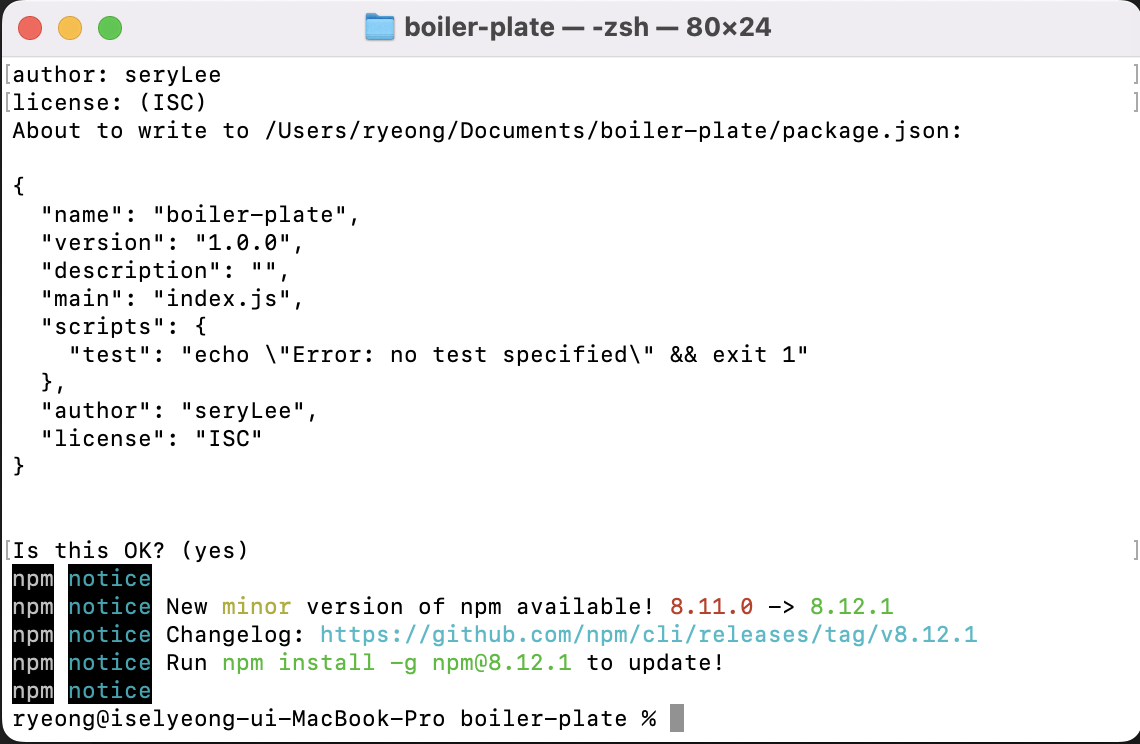 boiler-plate — -zsh — 80×24
[author: seryLee ]
[license: (ISC) ]
About to write to /Users/ryeong/Documents/boiler-plate/package.json:
{
  "name": "boiler-plate",
  "version": "1.0.0",
  "description": "",
  "main": "index.js",
  "scripts": {
    "test": "echo \"Error: no test specified\" && exit 1"
  },
  "author": "seryLee",
  "license": "ISC"
}
[Is this OK? (yes) ]
npm notice
npm notice New minor version of npm available! 8.11.0 -> 8.12.1
npm notice Changelog: https://github.com/npm/cli/releases/tag/v8.12.1
npm notice Run npm install -g npm@8.12.1 to update!
npm notice
ryeong@iselyeong-ui-MacBook-Pro boiler-plate %